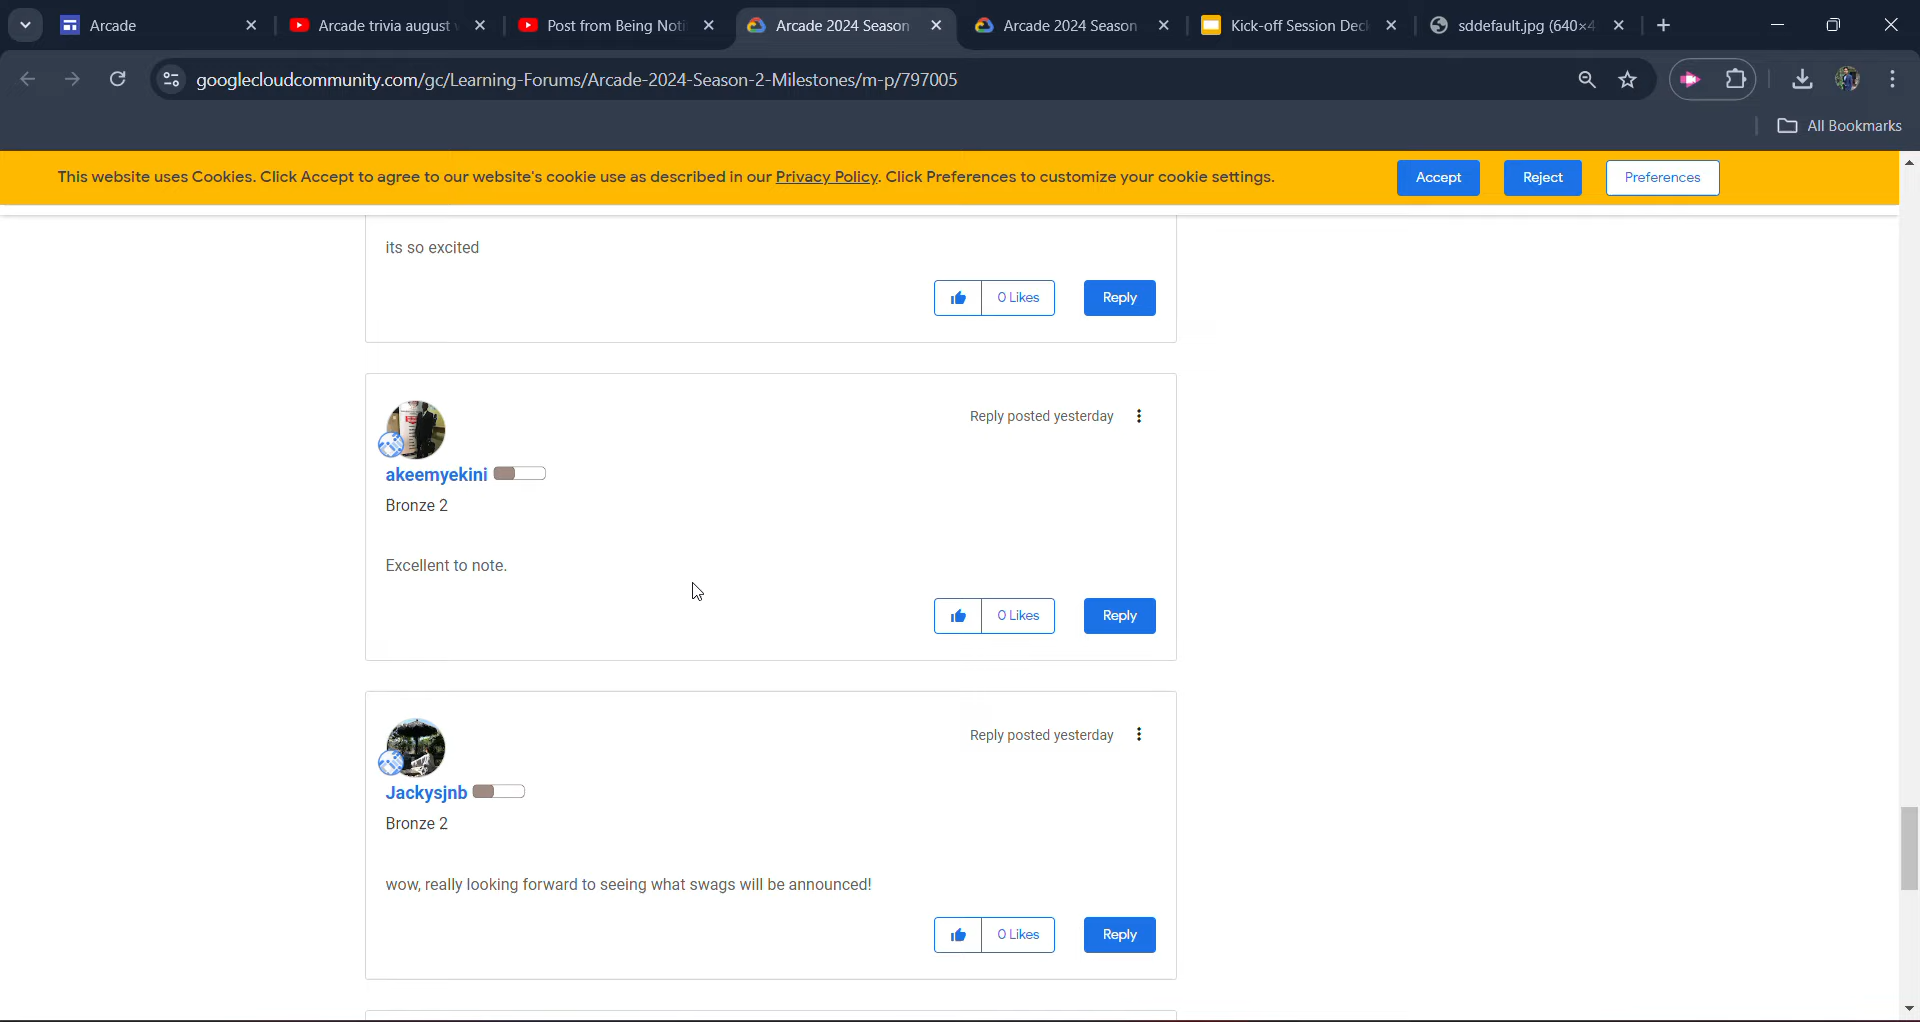 Arcade
Arcade trivia august
Post from Being Noti
Arcade 2024 Season
Arcade 2024 Season
Kick-off Session Dec
sddefault.jpg (640×4
googlecloudcommunity.com/gc/Learning-Forums/Arcade-2024-Season-2-Milestones/m-p/797005
All Bookmarks
This website uses Cookies. Click Accept to agree to our website's cookie use as described in our Privacy Policy. Click Preferences to customize your cookie settings.
Accept
Reject
Preferences
its so excited
0 Likes
Reply
Reply posted yesterday
akeemyekini
Bronze 2
Excellent to note.
0 Likes
Reply
Reply posted yesterday
Jackysjnb
Bronze 2
wow, really looking forward to seeing what swags will be announced!
0 Likes
Reply